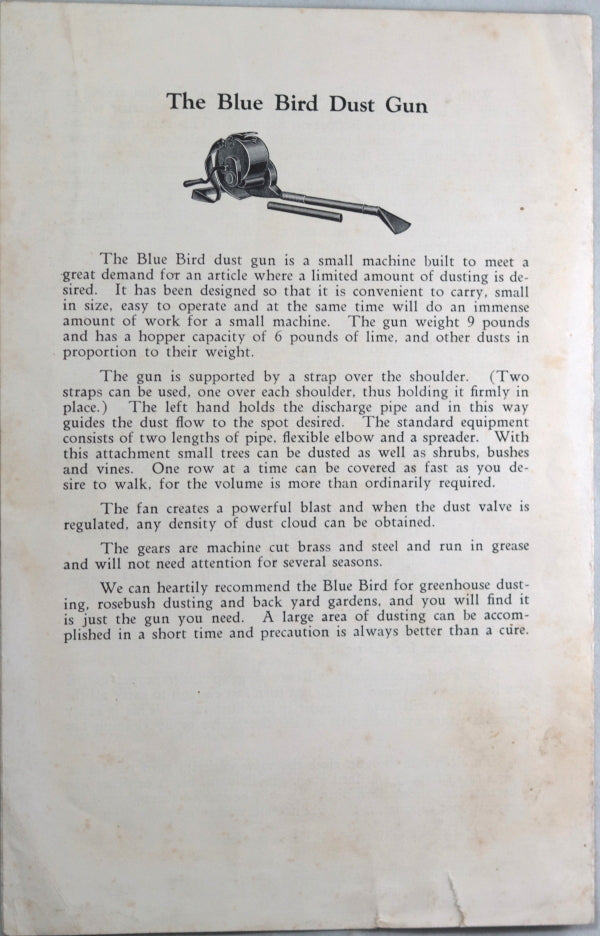 The Blue Bird Dust Gun
The Blue Bird dust gun is a small machine built to meet a
great demand for an article where a limited amount of dusting is de-
sired. It has been designed so that it is convenient to carry, small
in size, easy to operate and at the same time will do an immense
amount of work for a small machine. The gun weight 9 pounds
and has a hopper capacity of 6 pounds of lime, and other dusts in
proportion to their weight.
The gun is supported by a strap over the shoulder. (Two
straps can be used, one over each shoulder, thus holding it firmly in
place.) The left hand holds the discharge pipe and in this way
guides the dust flow to the spot desired. The standard equipment
consists of two lengths of pipe, flexible elbow and a spreader. With
this attachment small trees can be dusted as well as shrubs, bushes
and vines. One row at a time can be covered as fast as you de-
sire to walk, for the volume is more than ordinarily required.
The fan creates a powerful blast and when the dust valve is
regulated, any density of dust cloud can be obtained.
The gears are machine cut brass and steel and run in grease
and will not need attention for several seasons.
We can heartily recommend the Blue Bird for greenhouse dust-
ing, rosebush dusting and back yard gardens, and you will find it
is just the gun you need. A large area of dusting can be accom-
plished in a short time and precaution is always better than a cure.